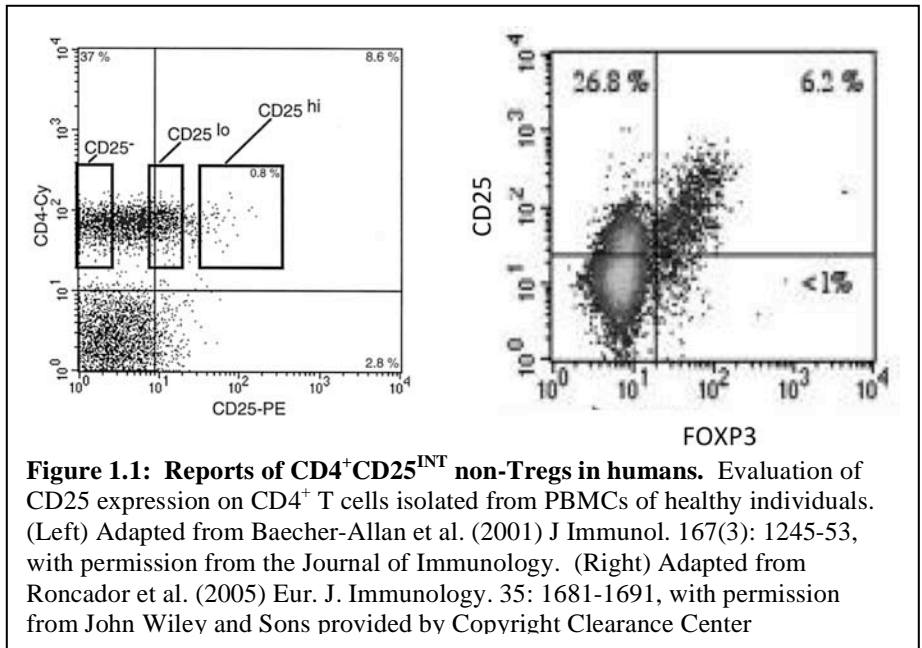 37 %
8.6 %
CD25-
CD25 lo
CD25 hi
0.8 %
2.8 %
CD4-Cy
10^4
10^3
10^2
10^1
10^0
10^0 10^1 10^2 10^3 10^4
CD25-PE
26.8 %
6.2 %
<1%
CD25
10^4
10^3
10^2
10^1
10^0
10^0 10^1 10^2 10^3 10^4
FOXP3
Figure 1.1: Reports of CD4+CD25INT non-Tregs in humans. Evaluation of
CD25 expression on CD4+ T cells isolated from PBMCs of healthy individuals.
(Left) Adapted from Baecher-Allan et al. (2001) J Immunol. 167(3): 1245-53,
with permission from the Journal of Immunology. (Right) Adapted from
Roncador et al. (2005) Eur. J. Immunology. 35: 1681-1691, with permission
from John Wiley and Sons provided by Copyright Clearance Center